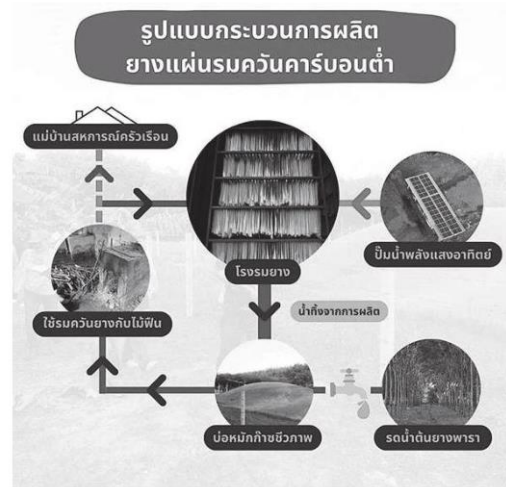 รูปแบบกระบวนการผลิต
ยางแผ่นรมควันคาร์บอนต่ำ
แม่บ้านสหกรณ์ครัวเรือน
โรงรมยาง
ปั๊มน้ำพลังแสงอาทิตย์
ใช้รมควันยางกับไม้ฟืน
น้ำทิ้งจากการผลิต
บ่อหมักก๊าซชีวภาพ
รดน้ำต้นยางพารา